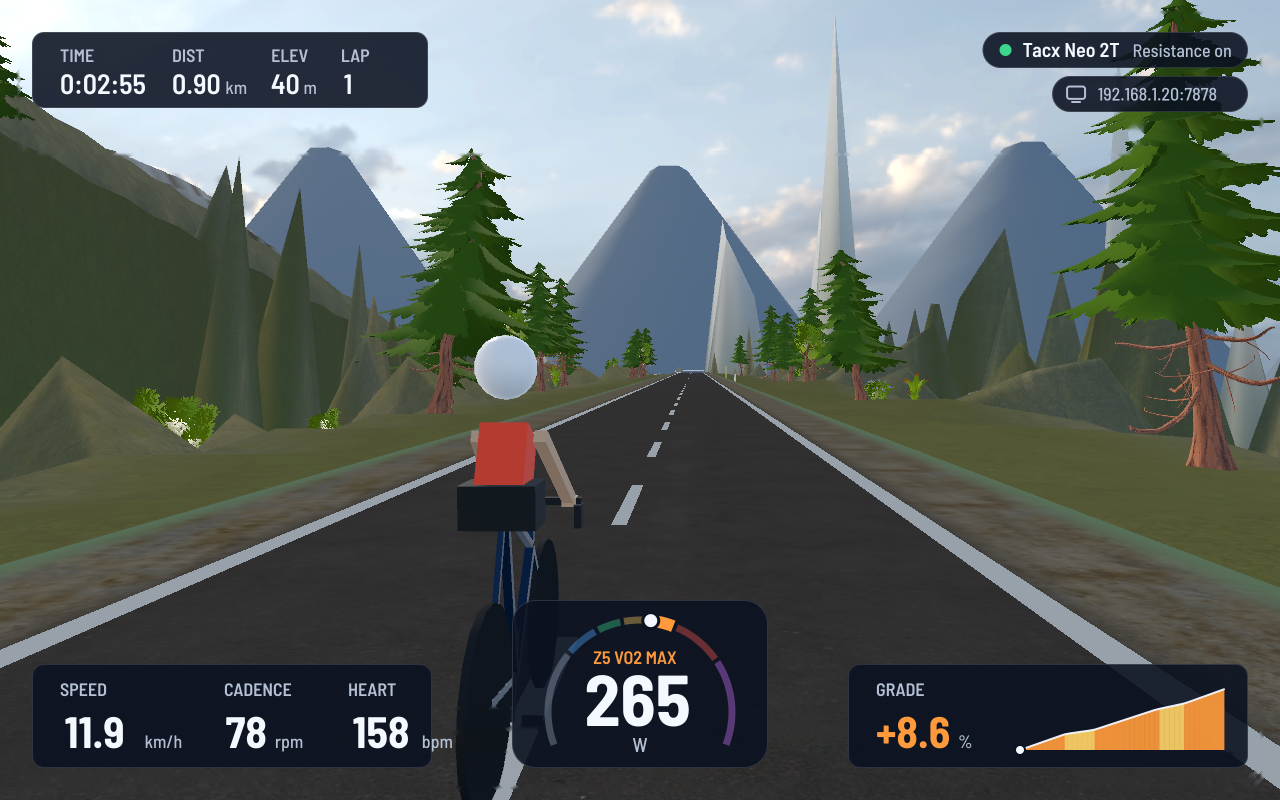 TIME DIST ELEV LAP
0:02:55 0.90 km 40 m 1
Tacx Neo 2T Resistance on
192.168.1.20:7878
SPEED CADENCE HEART
11.9 km/h 78 rpm 158 bpm
Z5 VO2 MAX
265
W
GRADE
+8.6 %